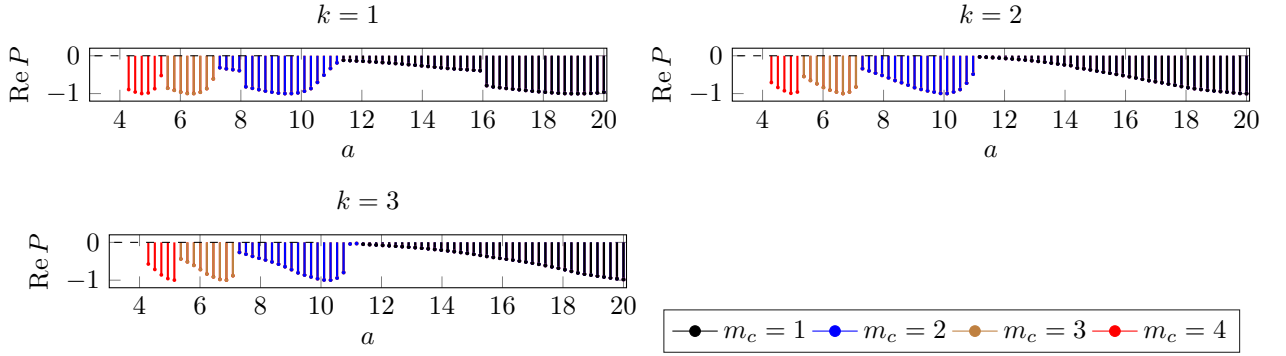 k = 1
Re P
0
−1
4 6 8 10 12 14 16 18 20
a
k = 2
Re P
0
−1
4 6 8 10 12 14 16 18 20
a
k = 3
Re P
0
−1
4 6 8 10 12 14 16 18 20
a
m_c = 1 m_c = 2 m_c = 3 m_c = 4